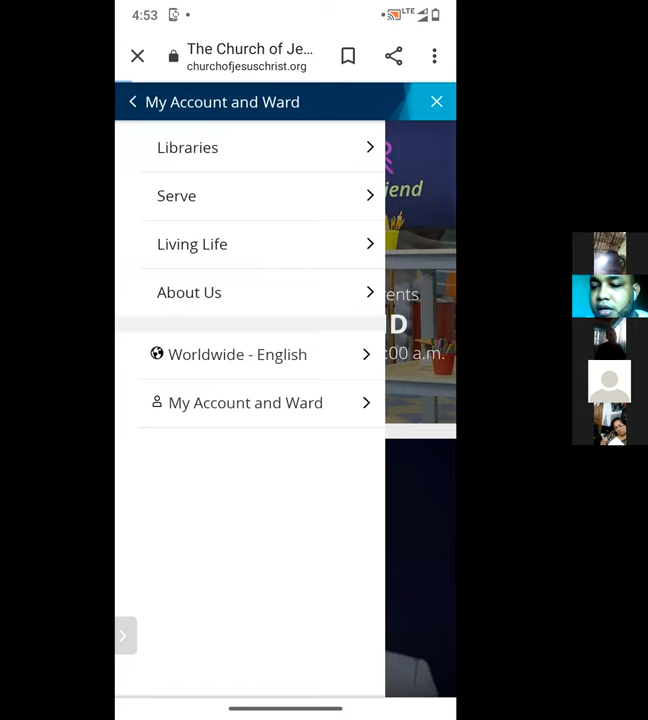 4:53
LTE
The Church of Je...
churchofjesuschrist.org
My Account and Ward
Libraries
Serve
Living Life
About Us
Worldwide - English
My Account and Ward
iend
ents
D
:00 a.m.